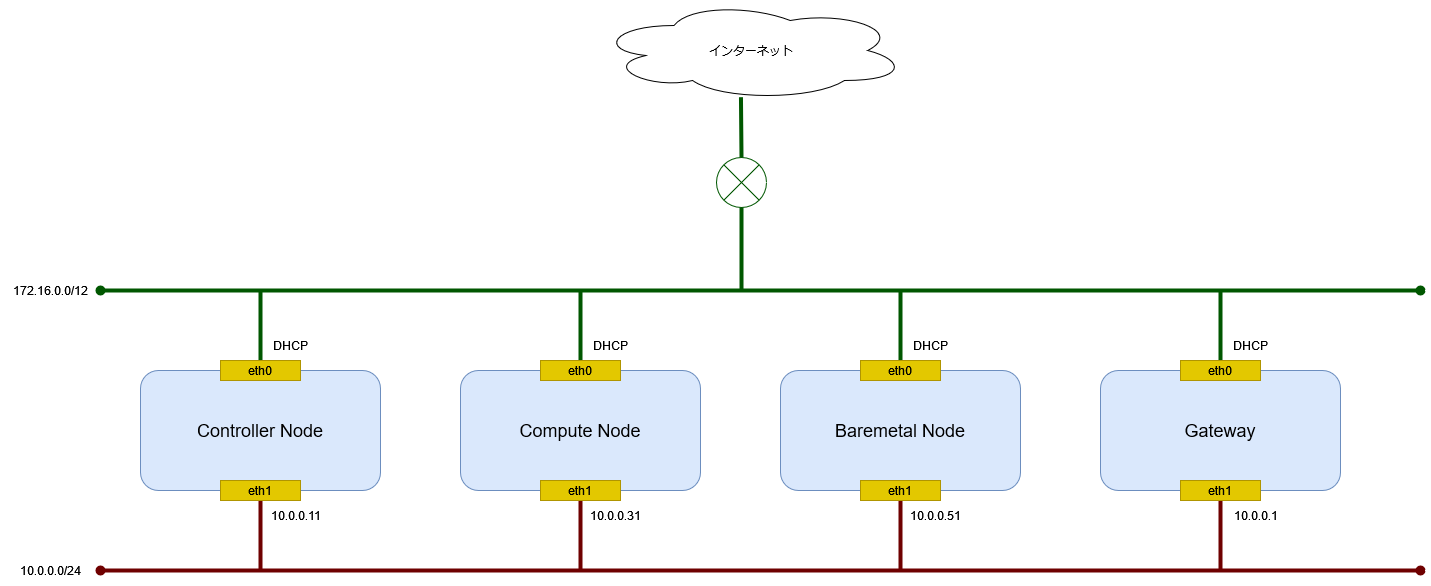 インターネット
172.16.0.0/12
DHCP
DHCP
DHCP
DHCP
eth0
eth0
eth0
eth0
Controller Node
Compute Node
Baremetal Node
Gateway
eth1
eth1
eth1
eth1
10.0.0.11
10.0.0.31
10.0.0.51
10.0.0.1
10.0.0.0/24